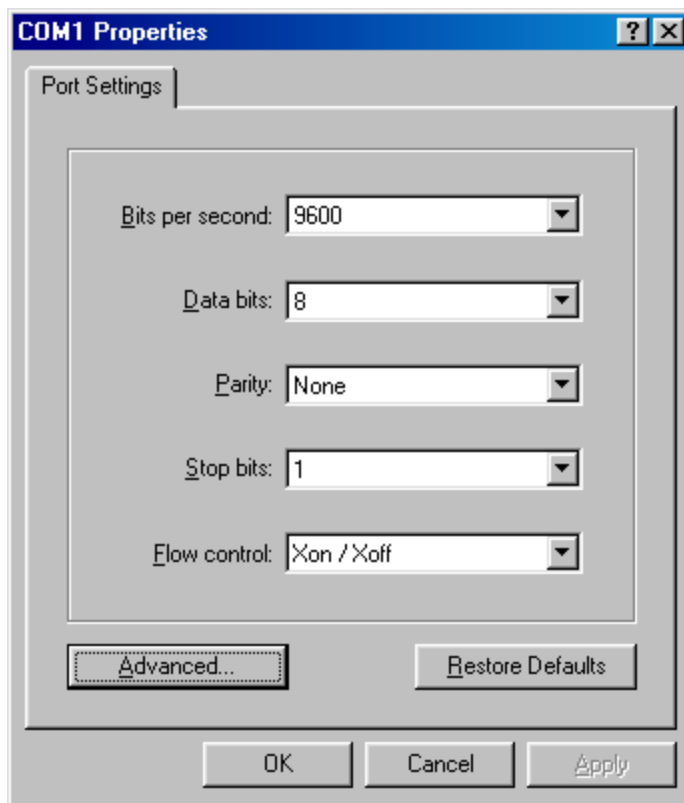 COM1 Properties
Port Settings
Bits per second: 9600
Data bits: 8
Parity: None
Stop bits: 1
Flow control: Xon / Xoff
Advanced... Restore Defaults
OK Cancel Apply